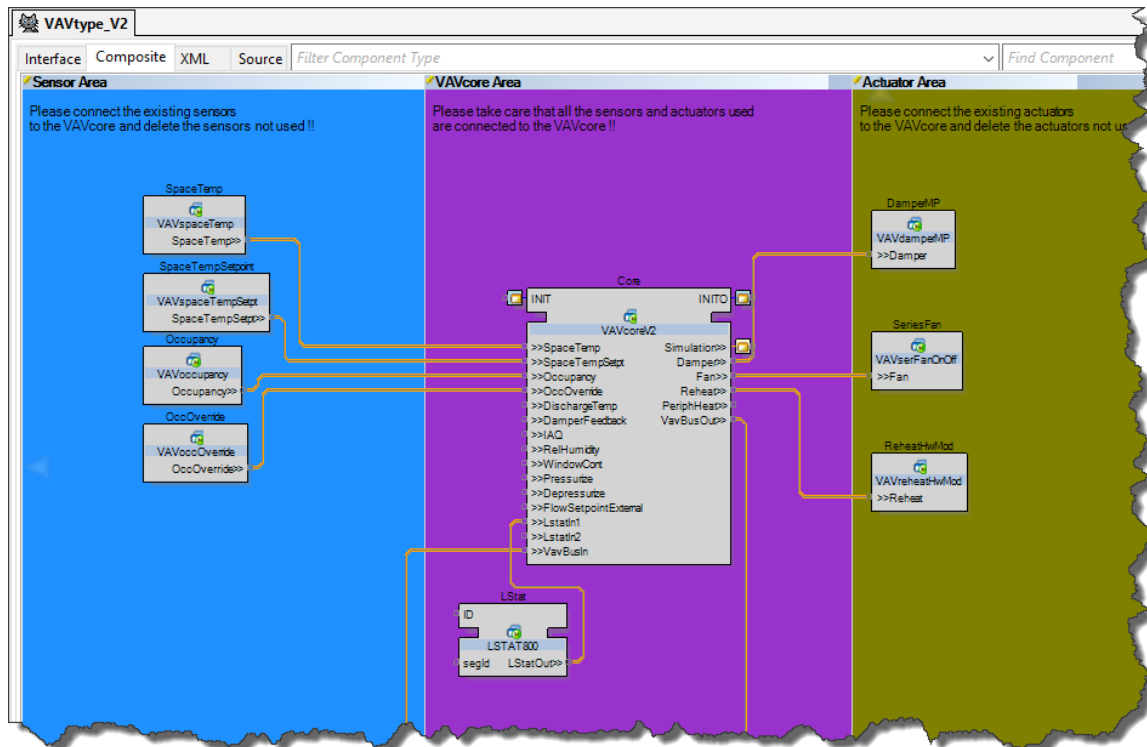 VAVtype_V2
Interface Composite XML Source Filter Component Type Find Component
Sensor Area
Please connect the existing sensors
to the VAVcore and delete the sensors not used !!
SpaceTemp
VAVspaceTemp
SpaceTemp>>
SpaceTempSetpoint
VAVspaceTempSetpt
SpaceTempSetpt>>
Occupancy
VAVoccupancy
Occupancy>>
OccOverride
VAVoccOverride
OccOverride>>
VAVcore Area
Please take care that all the sensors and actuators used
are connected to the VAVcore !!
Core
INIT INITO
VAVcoreV2
>>SpaceTemp Simulation>>
>>SpaceTempSetpt Damper>>
>>Occupancy Fan>>
>>OccOverride Reheat>>
>>DischargeTemp PeriphHeat>>
>>DamperFeedback VavBusOut>>
>>IAQ
>>RelHumidity
>>WindowCont
>>Pressurize
>>Depressurize
>>FlowSetpointExternal
>>LstatIn1
>>LstatIn2
>>VavBusIn
LStat
ID
LSTAT800
segId LStatOut>>
Actuator Area
Please connect the existing actuators
to the VAVcore and delete the actuators not us
DamperMP
VAVdamperMP
>>Damper
SeriesFan
VAVserFanOnOff
>>Fan
ReheatHwMod
VAVreheatHwMod
>>Reheat